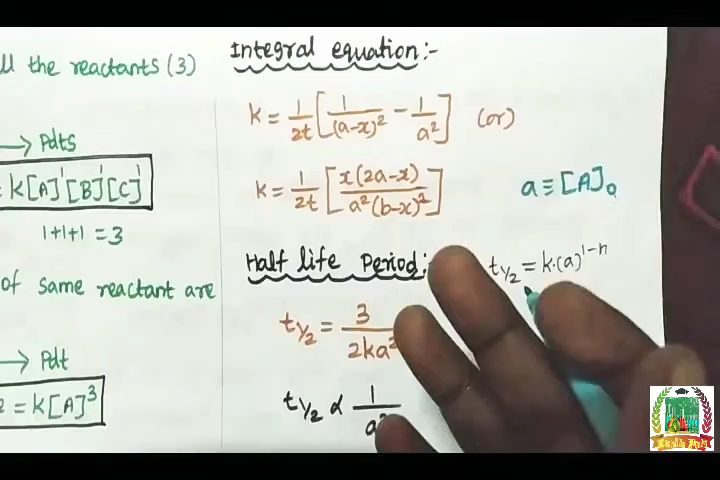 ll the reactants (3)
→ Pdts
= k[A]¹[B]¹[C]¹
1+1+1 = 3
of same reactant are
→ Pdt
= k[A]³
Integral equation:-
k = 1/2t [1/(a-x)² - 1/a²] (or)
k = 1/2t [x(2a-x)/a²(b-x)²]
a ≡ [A]₀
Half life Period:
t½ = k·(a)¹⁻ⁿ
t½ = 3/2ka²
t½ ∝ 1/a²